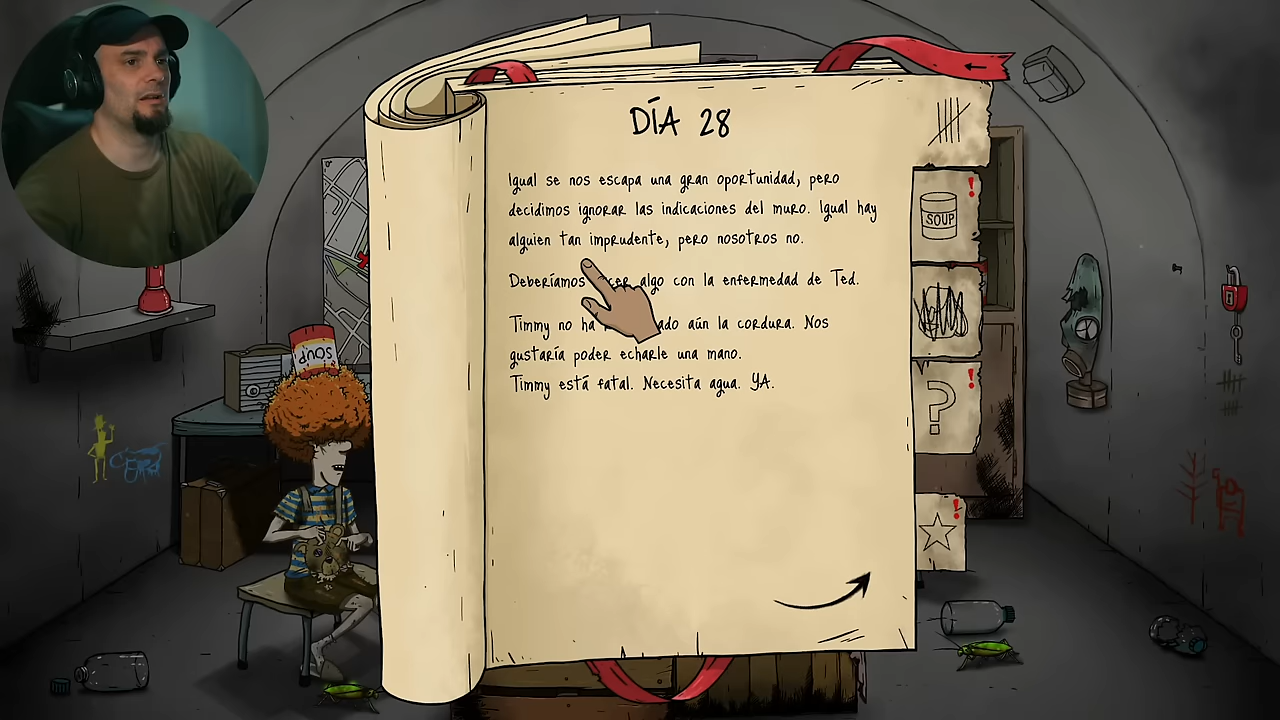 DÍA 28
Igual se nos escapa una gran oportunidad, pero
decidimos ignorar las indicaciones del muro. Igual hay
alguien tan imprudente, pero nosotros no.
Deberíamos algo con la enfermedad de Ted.
Timmy no ha aún la cordura. Nos
gustaría poder echarle una mano.
Timmy está fatal. Necesita agua. YA.
SOUP
SOUP